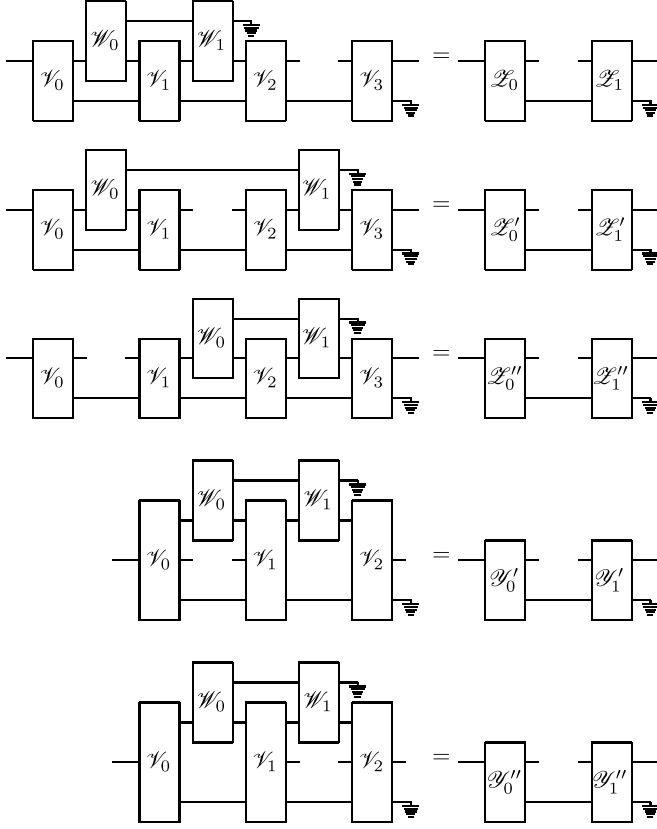 𝒱₀ 𝒲₀ 𝒱₁ 𝒲₁ 𝒱₂ 𝒱₃ = 𝒵₀ 𝒵₁
𝒱₀ 𝒲₀ 𝒱₁ 𝒱₂ 𝒲₁ 𝒱₃ = 𝒵₀′ 𝒵₁′
𝒱₀ 𝒱₁ 𝒲₀ 𝒱₂ 𝒲₁ 𝒱₃ = 𝒵₀″ 𝒵₁″
𝒱₀ 𝒲₀ 𝒱₁ 𝒲₁ 𝒱₂ = 𝒴₀′ 𝒴₁′
𝒱₀ 𝒲₀ 𝒱₁ 𝒲₁ 𝒱₂ = 𝒴₀″ 𝒴₁″